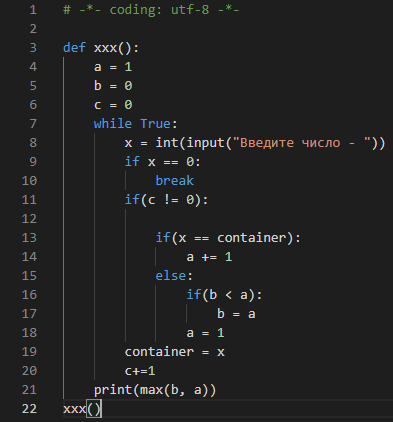 1 # -*- coding: utf-8 -*-
2
3 def xxx():
4     a = 1
5     b = 0
6     c = 0
7     while True:
8         x = int(input("Введите число - "))
9         if x == 0:
10             break
11         if(c != 0):
12
13             if(x == container):
14                 a += 1
15             else:
16                 if(b < a):
17                     b = a
18                 a = 1
19         container = x
20         c+=1
21     print(max(b, a))
22 xxx()